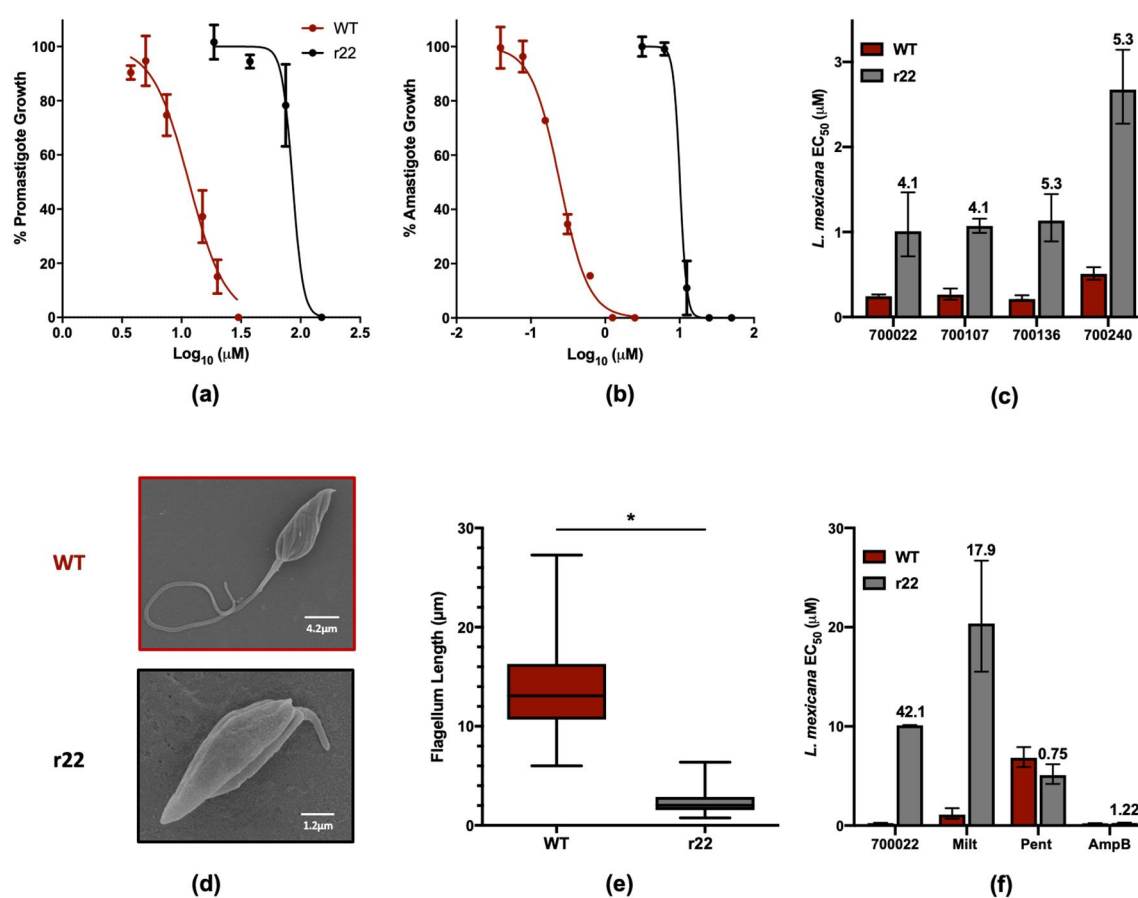 WT
r22
% Promastigote Growth
100
80
60
40
20
0
0.0 0.5 1.0 1.5 2.0 2.5
Log10 (μM)
(a)
% Amastigote Growth
100
80
60
40
20
0
-2 -1 0 1 2
Log10 (μM)
(b)
L. mexicana EC50 (μM)
3
2
1
0
WT
r22
4.1
4.1
5.3
5.3
700022 700107 700136 700240
(c)
WT
4.2μm
r22
1.2μm
(d)
Flagellum Length (μm)
30
20
10
0
*
WT r22
(e)
L. mexicana EC50 (μM)
30
20
10
0
WT
r22
42.1
17.9
0.75
1.22
700022 Milt Pent AmpB
(f)